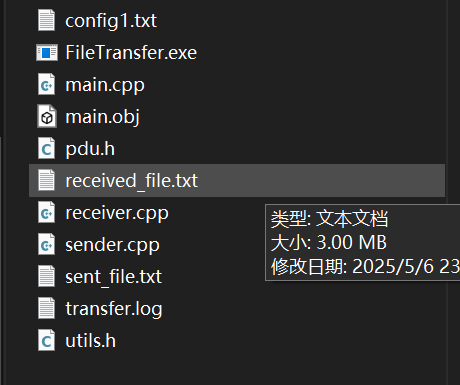 config1.txt
FileTransfer.exe
main.cpp
main.obj
pdu.h
received_file.txt
receiver.cpp
类型: 文本文档
sender.cpp
大小: 3.00 MB
修改日期: 2025/5/6 23
sent_file.txt
transfer.log
utils.h